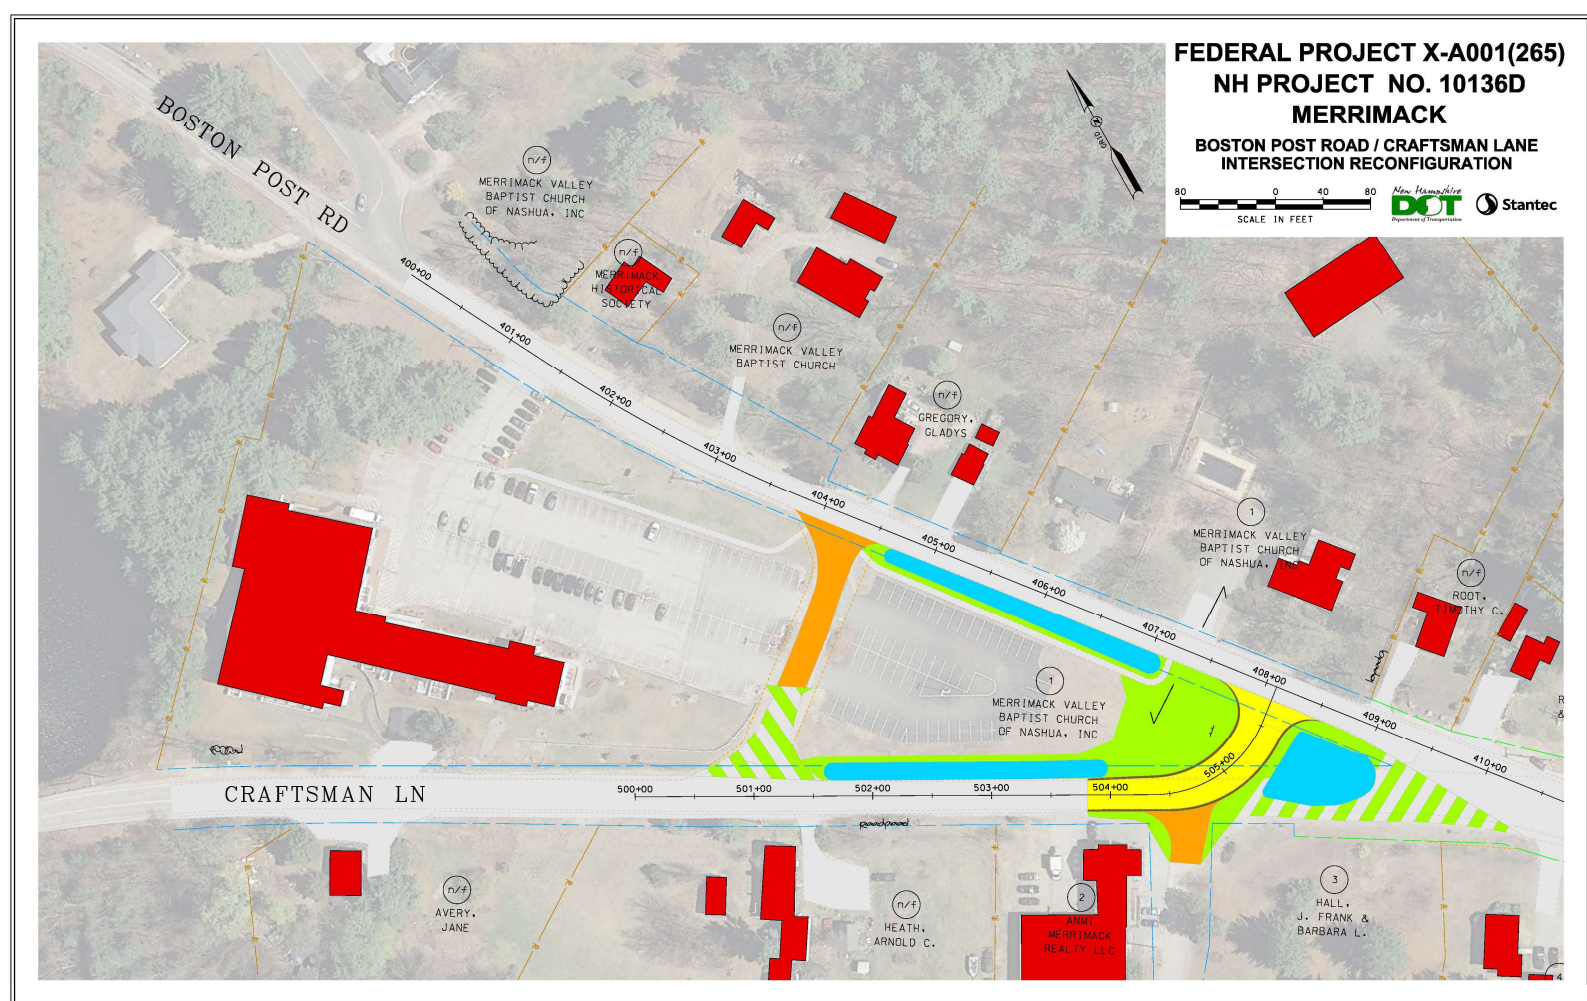 FEDERAL PROJECT X-A001(265)
NH PROJECT NO. 10136D
MERRIMACK
BOSTON POST ROAD / CRAFTSMAN LANE
INTERSECTION RECONFIGURATION
80 0 40 80
SCALE IN FEET
New Hampshire
DOT
Department of Transportation
Stantec
N
GRID
BOSTON POST RD
n/f
MERRIMACK VALLEY
BAPTIST CHURCH
OF NASHUA, INC
n/f
MERRIMACK
HISTORICAL
SOCIETY
n/f
MERRIMACK VALLEY
BAPTIST CHURCH
n/f
GREGORY,
GLADYS
1
MERRIMACK VALLEY
BAPTIST CHURCH
OF NASHUA, INC
n/f
ROOT,
TIMOTHY C.
R
&
400+00
401+00
402+00
403+00
404+00
405+00
406+00
407+00
408+00
409+00
410+00
1
MERRIMACK VALLEY
BAPTIST CHURCH
OF NASHUA, INC
CRAFTSMAN LN
500+00
501+00
502+00
503+00
504+00
505+00
n/f
AVERY,
JANE
n/f
HEATH,
ARNOLD C.
2
ANMI
MERRIMACK
REALTY LLC
3
HALL,
J. FRANK &
BARBARA L.
4